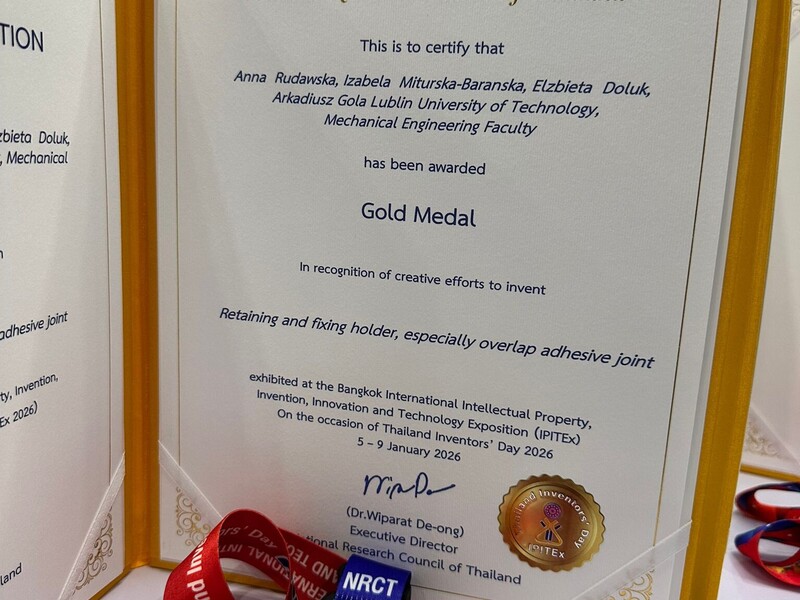 TION
zbieta Doluk,
, Mechanical
adhesive joint
ty, Invention,
Ex 2026)
land
This is to certify that
Anna Rudawska, Izabela Miturska-Baranska, Elzbieta Doluk,
Arkadiusz Gola Lublin University of Technology,
Mechanical Engineering Faculty
has been awarded
Gold Medal
In recognition of creative efforts to invent
Retaining and fixing holder, especially overlap adhesive joint
exhibited at the Bangkok International Intellectual Property,
Invention, Innovation and Technology Exposition (IPITEx)
On the occasion of Thailand Inventors' Day 2026
5 – 9 January 2026
(Dr.Wiparat De-ong)
Executive Director
tional Research Council of Thailand
Thailand Inventors' Day
IPITEx
NRCT